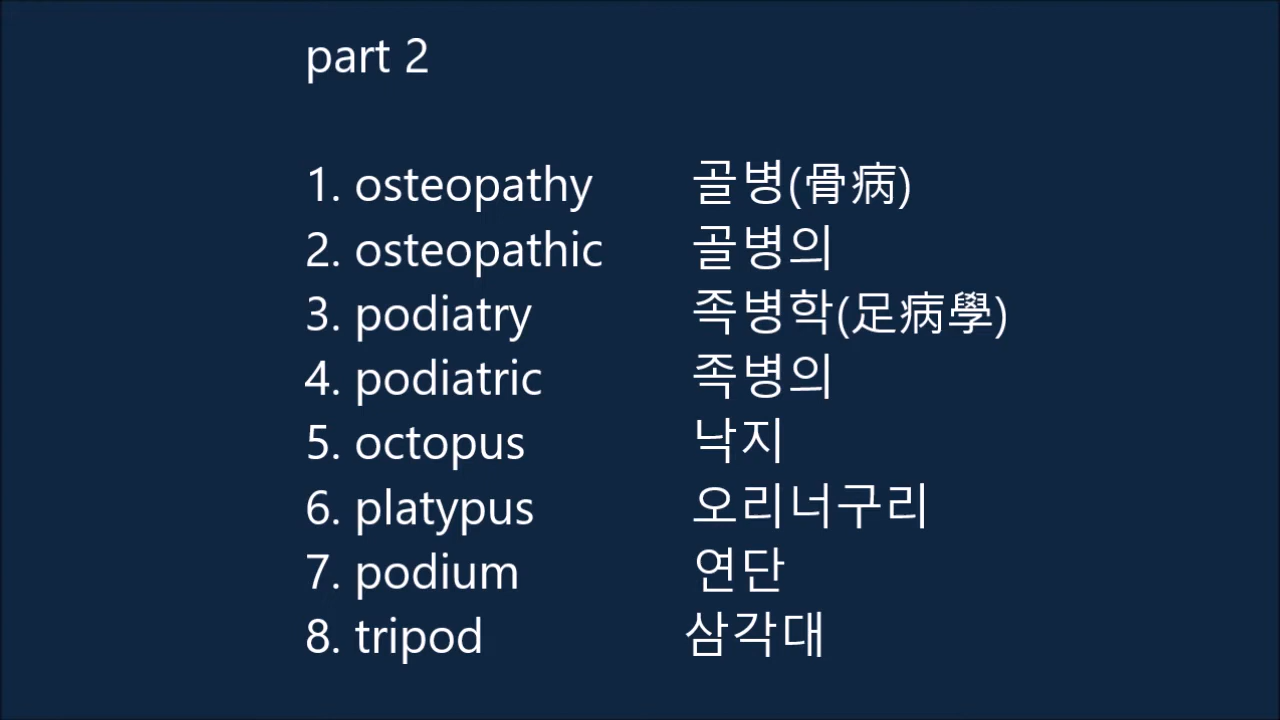 part 2
1. osteopathy 골병(骨病)
2. osteopathic 골병의
3. podiatry 족병학(足病學)
4. podiatric 족병의
5. octopus 낙지
6. platypus 오리너구리
7. podium 연단
8. tripod 삼각대